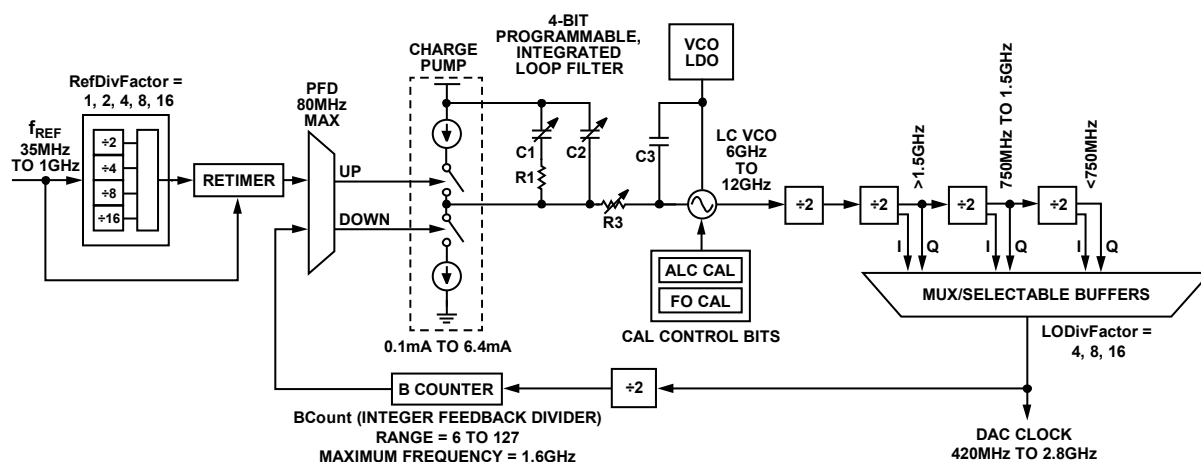 RefDivFactor =
1, 2, 4, 8, 16
fREF
35MHz
TO 1GHz
÷2
÷4
÷8
÷16
RETIMER
PFD
80MHz
MAX
UP
DOWN
CHARGE
PUMP
0.1mA TO 6.4mA
4-BIT
PROGRAMMABLE,
INTEGRATED
LOOP FILTER
C1
R1
C2
R3
C3
VCO
LDO
LC VCO
6GHz
TO
12GHz
ALC CAL
FO CAL
CAL CONTROL BITS
÷2
÷2
>1.5GHz
÷2
750MHz TO 1.5GHz
÷2
<750MHz
I
Q
I
Q
I
Q
MUX/SELECTABLE BUFFERS
LODivFactor =
4, 8, 16
B COUNTER
÷2
BCount (INTEGER FEEDBACK DIVIDER)
RANGE = 6 TO 127
MAXIMUM FREQUENCY = 1.6GHz
DAC CLOCK
420MHz TO 2.8GHz